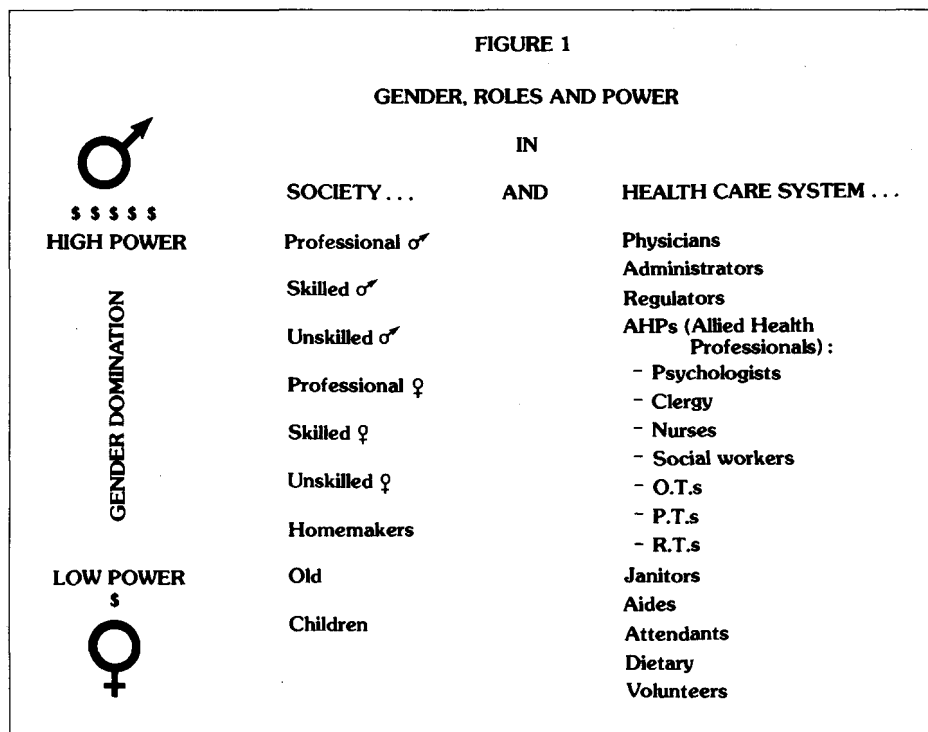 FIGURE 1
GENDER, ROLES AND POWER
IN
SOCIETY... AND HEALTH CARE SYSTEM...
$ $ $ $ $
HIGH POWER
GENDER DOMINATION
LOW POWER
$
Professional ♂
Skilled ♂
Unskilled ♂
Professional ♀
Skilled ♀
Unskilled ♀
Homemakers
Old
Children
Physicians
Administrators
Regulators
AHPs (Allied Health
Professionals) :
- Psychologists
- Clergy
- Nurses
- Social workers
- O.T.s
- P.T.s
- R.T.s
Janitors
Aides
Attendants
Dietary
Volunteers